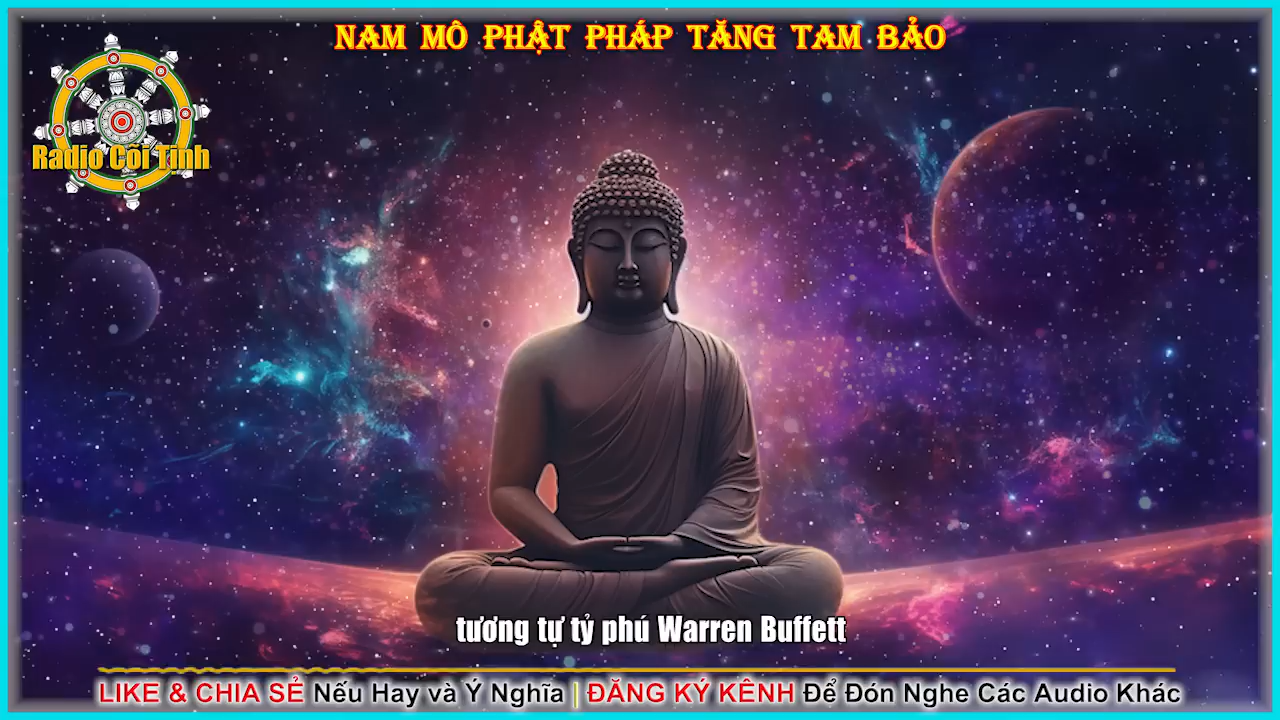 NAM MÔ PHẬT PHÁP TĂNG TAM BẢO
Radio Cõi Tịnh
tương tự tỷ phú Warren Buffett
LIKE & CHIA SẺ Nếu Hay và Ý Nghĩa | ĐĂNG KÝ KÊNH Để Đón Nghe Các Audio Khác